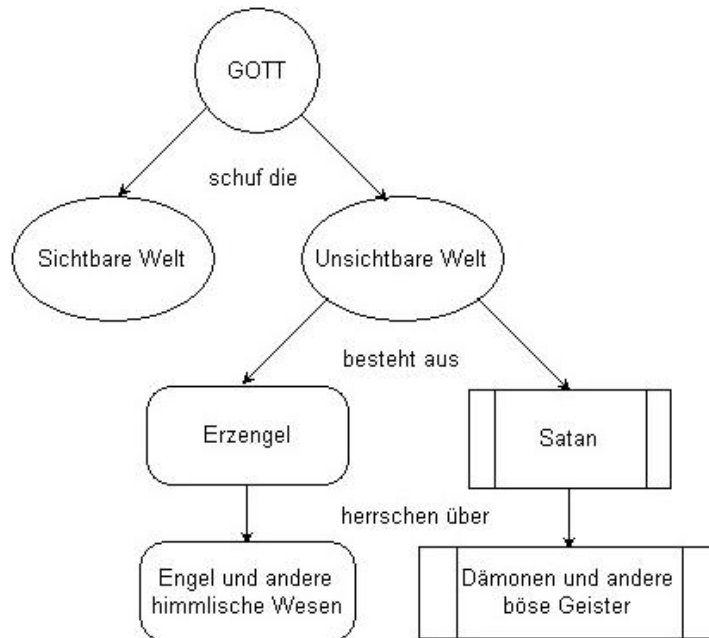 GOTT
schuf die
Sichtbare Welt
Unsichtbare Welt
besteht aus
Erzengel
Satan
herrschen über
Engel und andere
himmlische Wesen
Dämonen und andere
böse Geister